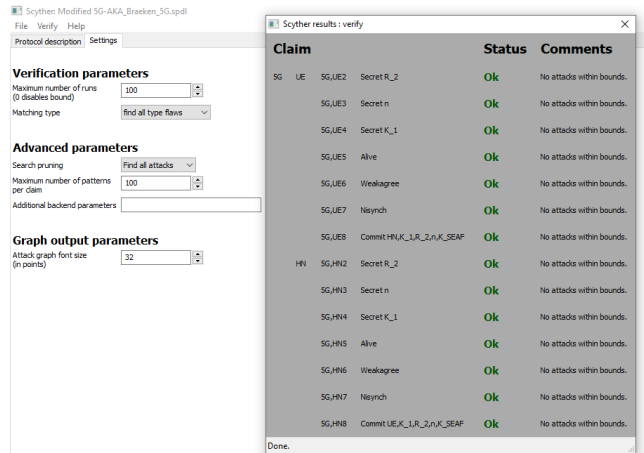 Scyther: Modified 5G-AKA_Braeken_5G.spdl
File Verify Help
Protocol description Settings
Verification parameters
Maximum number of runs
(0 disables bound)
100
Matching type
find all type flaws
Advanced parameters
Search pruning
Find all attacks
Maximum number of patterns
per claim
100
Additional backend parameters
Graph output parameters
Attack graph font size
(in points)
32
Scyther results : verify
Claim Status Comments
5G UE 5G,UE2 Secret R_2 Ok No attacks within bounds.
5G,UE3 Secret n Ok No attacks within bounds.
5G,UE4 Secret K_1 Ok No attacks within bounds.
5G,UE5 Alive Ok No attacks within bounds.
5G,UE6 Weakagree Ok No attacks within bounds.
5G,UE7 Nisynch Ok No attacks within bounds.
5G,UE8 Commit HN,K_1,R_2,n,K_SEAF Ok No attacks within bounds.
HN 5G,HN2 Secret R_2 Ok No attacks within bounds.
5G,HN3 Secret n Ok No attacks within bounds.
5G,HN4 Secret K_1 Ok No attacks within bounds.
5G,HN5 Alive Ok No attacks within bounds.
5G,HN6 Weakagree Ok No attacks within bounds.
5G,HN7 Nisynch Ok No attacks within bounds.
5G,HN8 Commit UE,K_1,R_2,n,K_SEAF Ok No attacks within bounds.
Done.